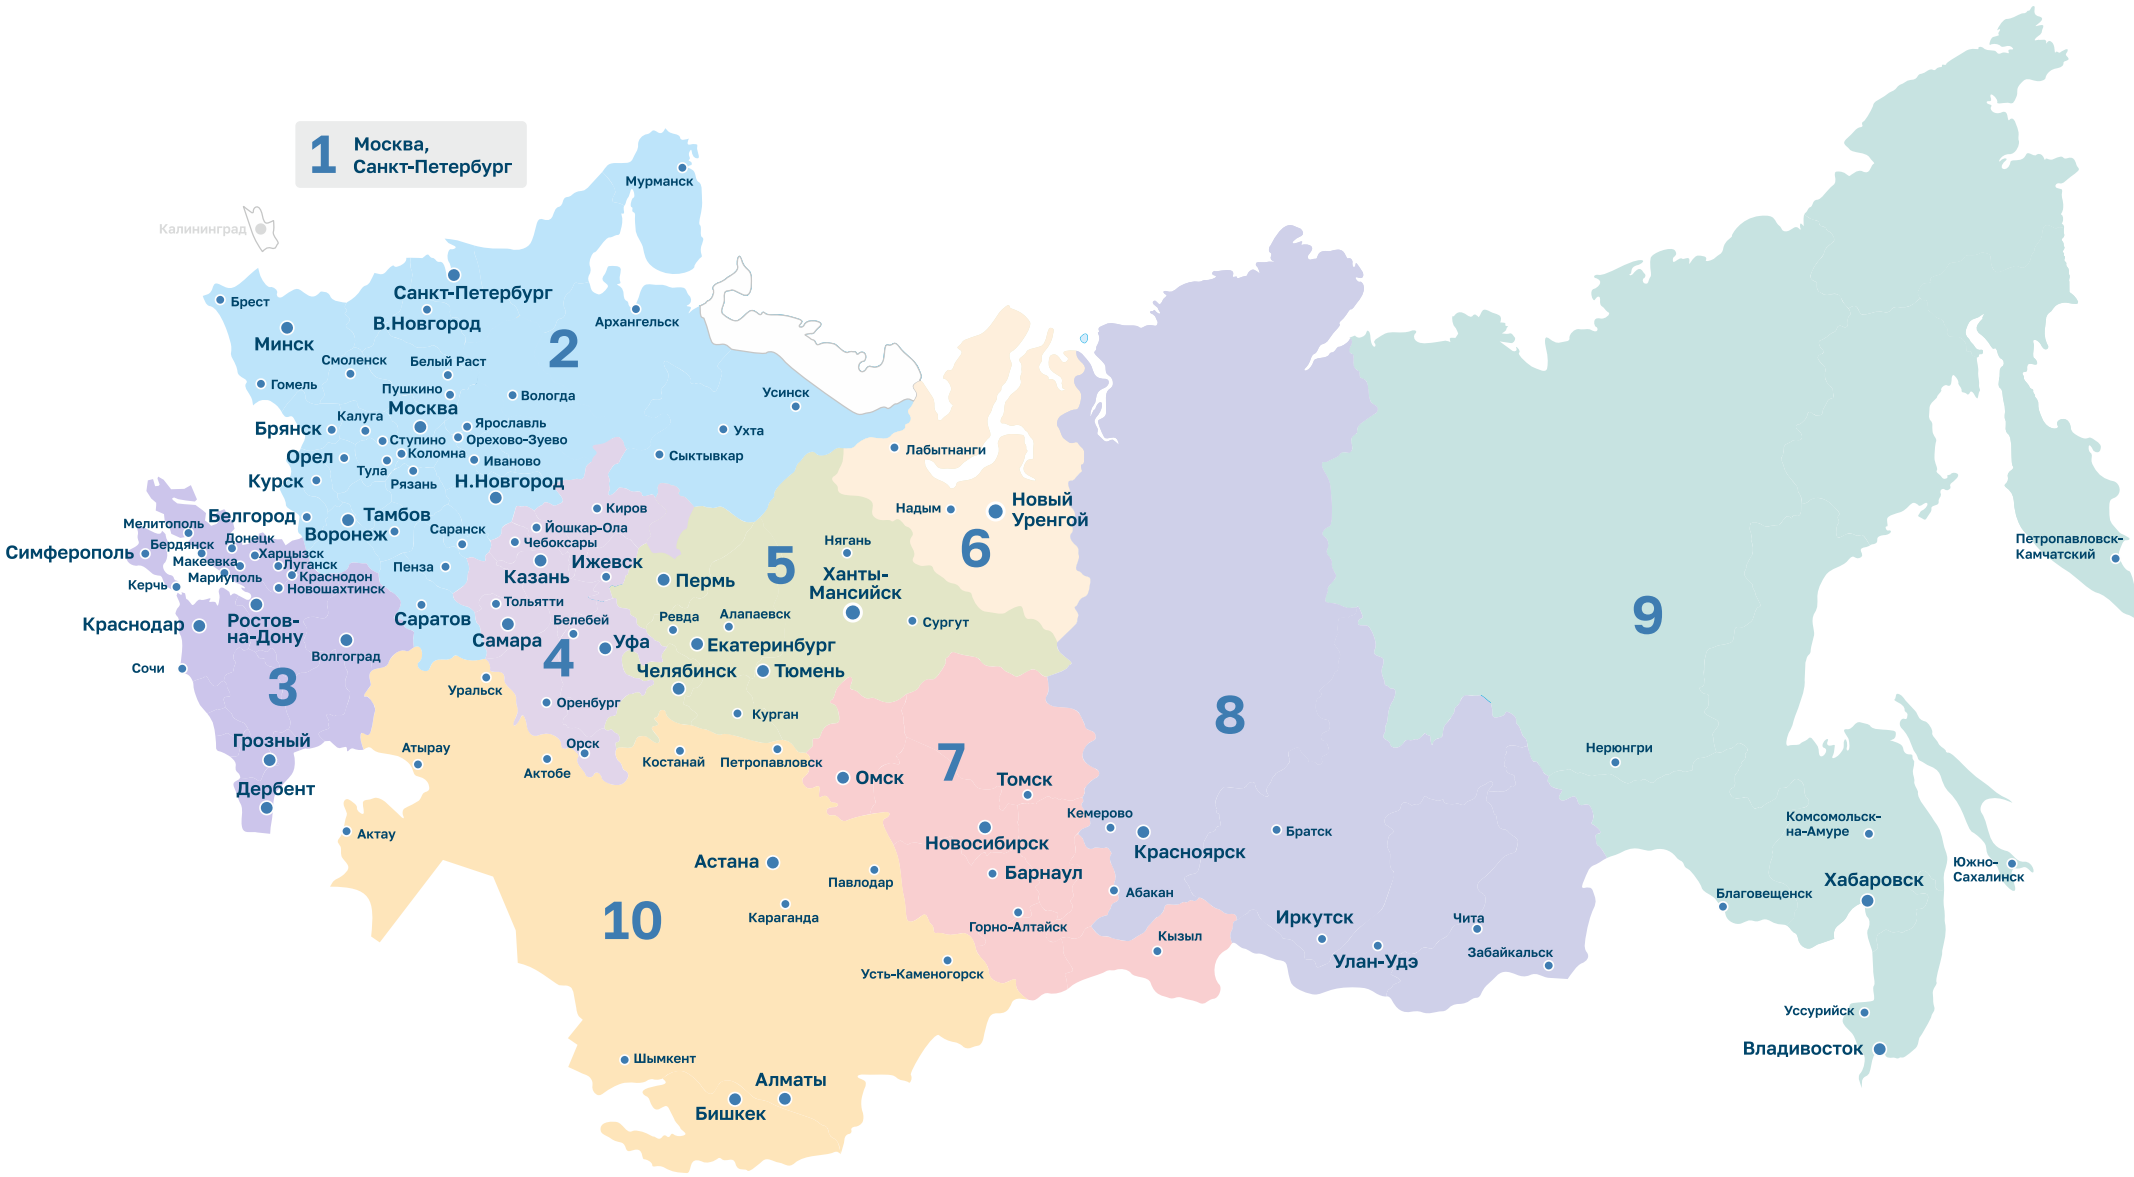 1
Москва,
Санкт-Петербург
Мурманск
Калининград
Брест
Санкт-Петербург
В.Новгород
Архангельск
2
Минск
Смоленск
Белый Раст
Гомель
Пушкино
Вологда
Усинск
Москва
Калуга
Ярославль
Брянск
Ступино
Орехово-Зуево
Ухта
Орел
Коломна
Иваново
Сыктывкар
Тула
Рязань
Курск
Н.Новгород
Лабытнанги
Надым
Новый
Уренгой
6
Киров
Белгород
Тамбов
Мелитополь
Воронеж
Саранск
Йошкар-Ола
Чебоксары
Донецк
Бердянск
Симферополь
Харцызск
Макеевка
Луганск
Мариуполь
Краснодон
Керчь
Новошахтинск
Пенза
Казань
Ижевск
Пермь
5
Нягань
Ханты-
Мансийск
Тольятти
Саратов
Краснодар
Ростов-
на-Дону
Самара
Белебей
Уфа
4
Ревда
Алапаевск
Сургут
Екатеринбург
Волгоград
Сочи
3
Челябинск
Тюмень
Уральск
Оренбург
Курган
Грозный
Атырау
Орск
Актобе
Костанай
Петропавловск
Омск
7
Томск
Дербент
Актау
Кемерово
Новосибирск
Красноярск
Братск
8
9
Нерюнгри
Петропавловск-
Камчатский
Астана
Павлодар
Барнаул
Абакан
10
Караганда
Горно-Алтайск
Кызыл
Иркутск
Чита
Улан-Удэ
Забайкальск
Усть-Каменогорск
Комсомольск-
на-Амуре
Южно-
Сахалинск
Хабаровск
Благовещенск
Уссурийск
Владивосток
Шымкент
Алматы
Бишкек